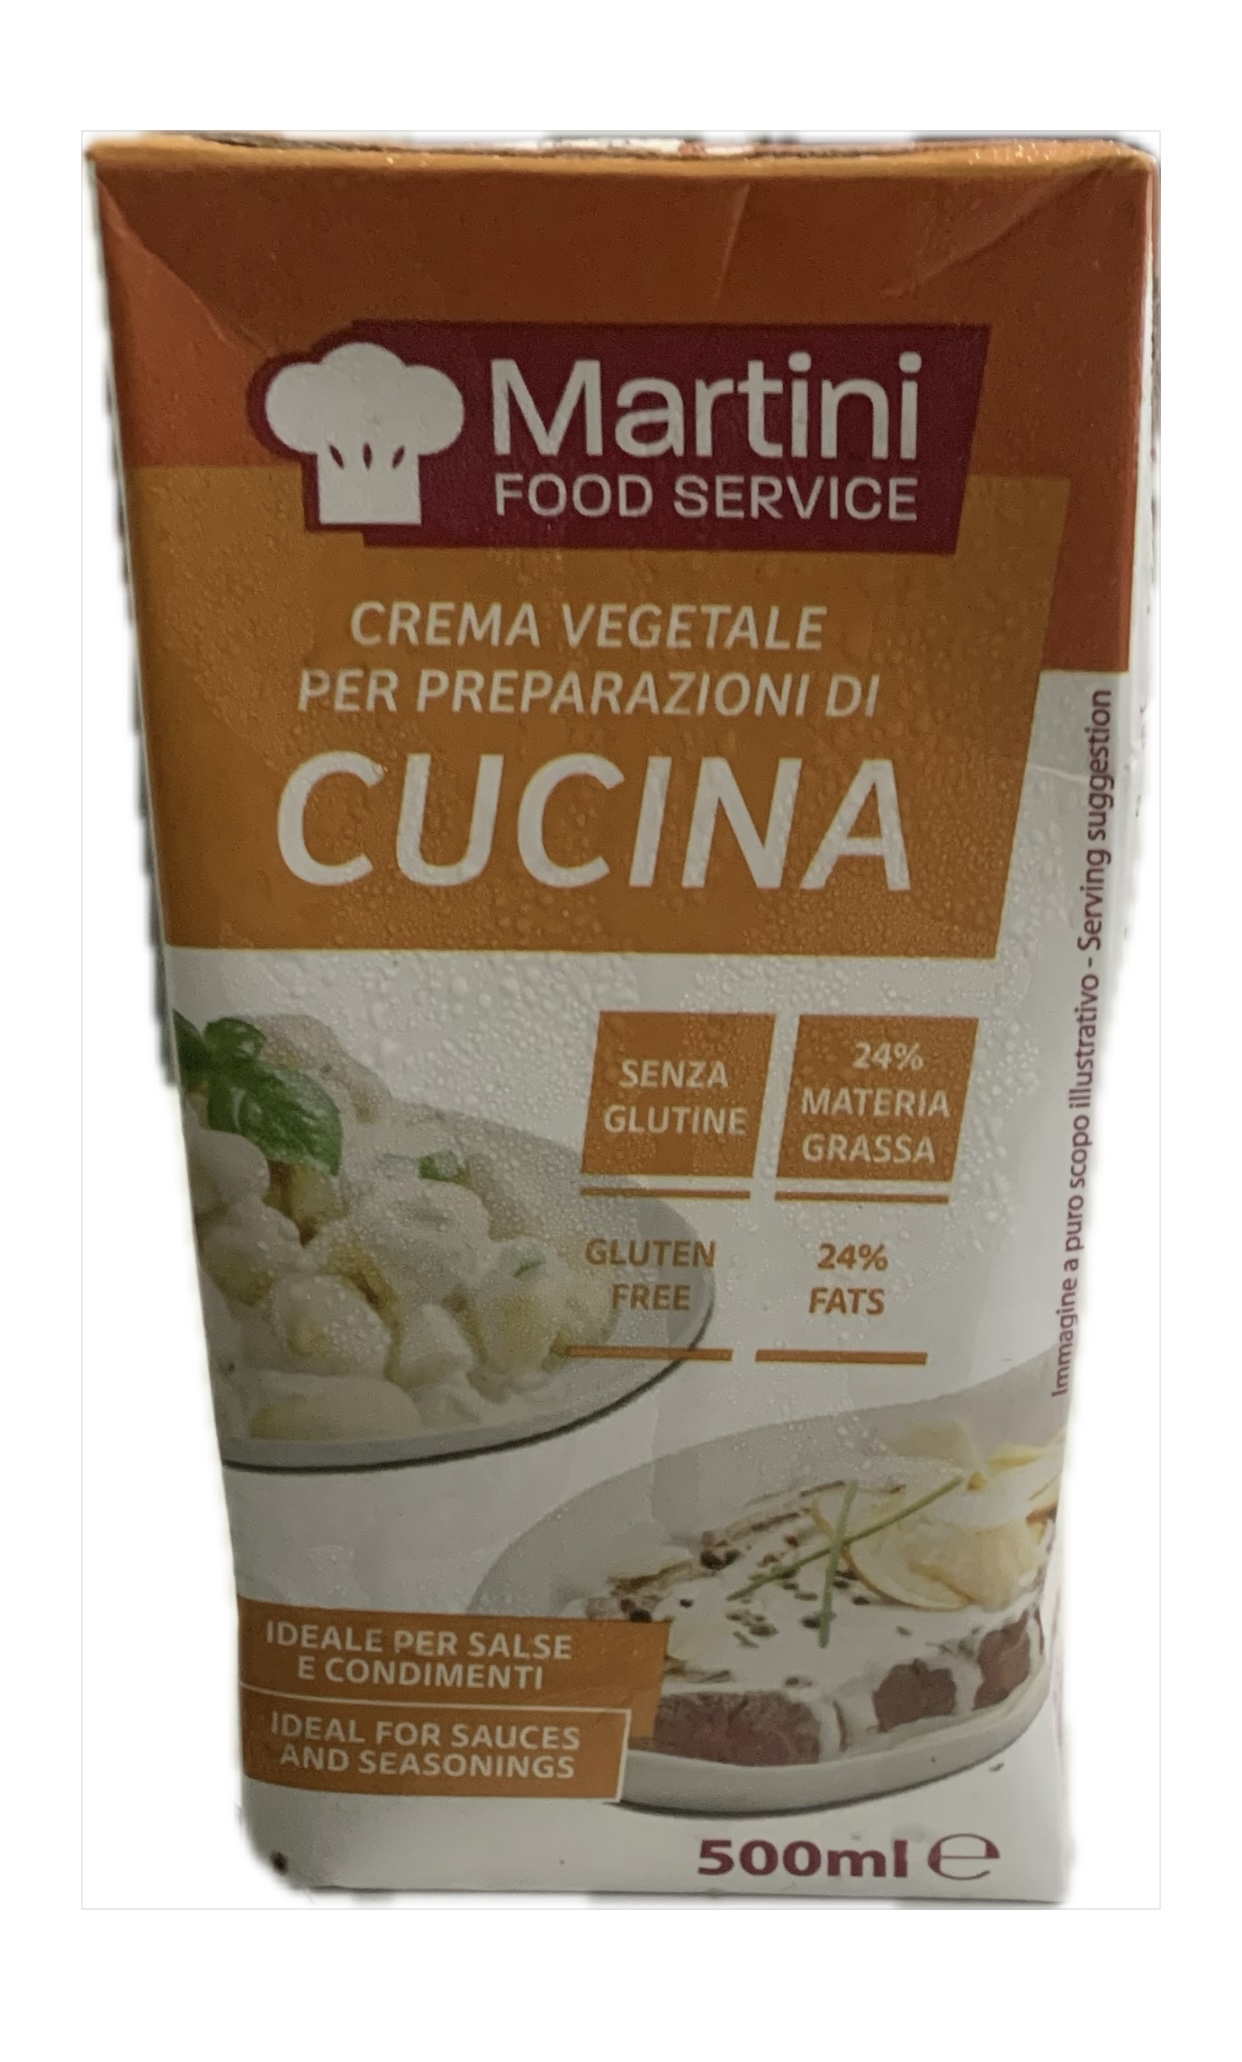 Martini
FOOD SERVICE
CREMA VEGETALE
PER PREPARAZIONI DI
CUCINA
SENZA
GLUTINE
24%
MATERIA
GRASSA
GLUTEN
FREE
24%
FATS
Immagine a puro scopo illustrativo - Serving suggestion
IDEALE PER SALSE
E CONDIMENTI
IDEAL FOR SAUCES
AND SEASONINGS
500ml ℮